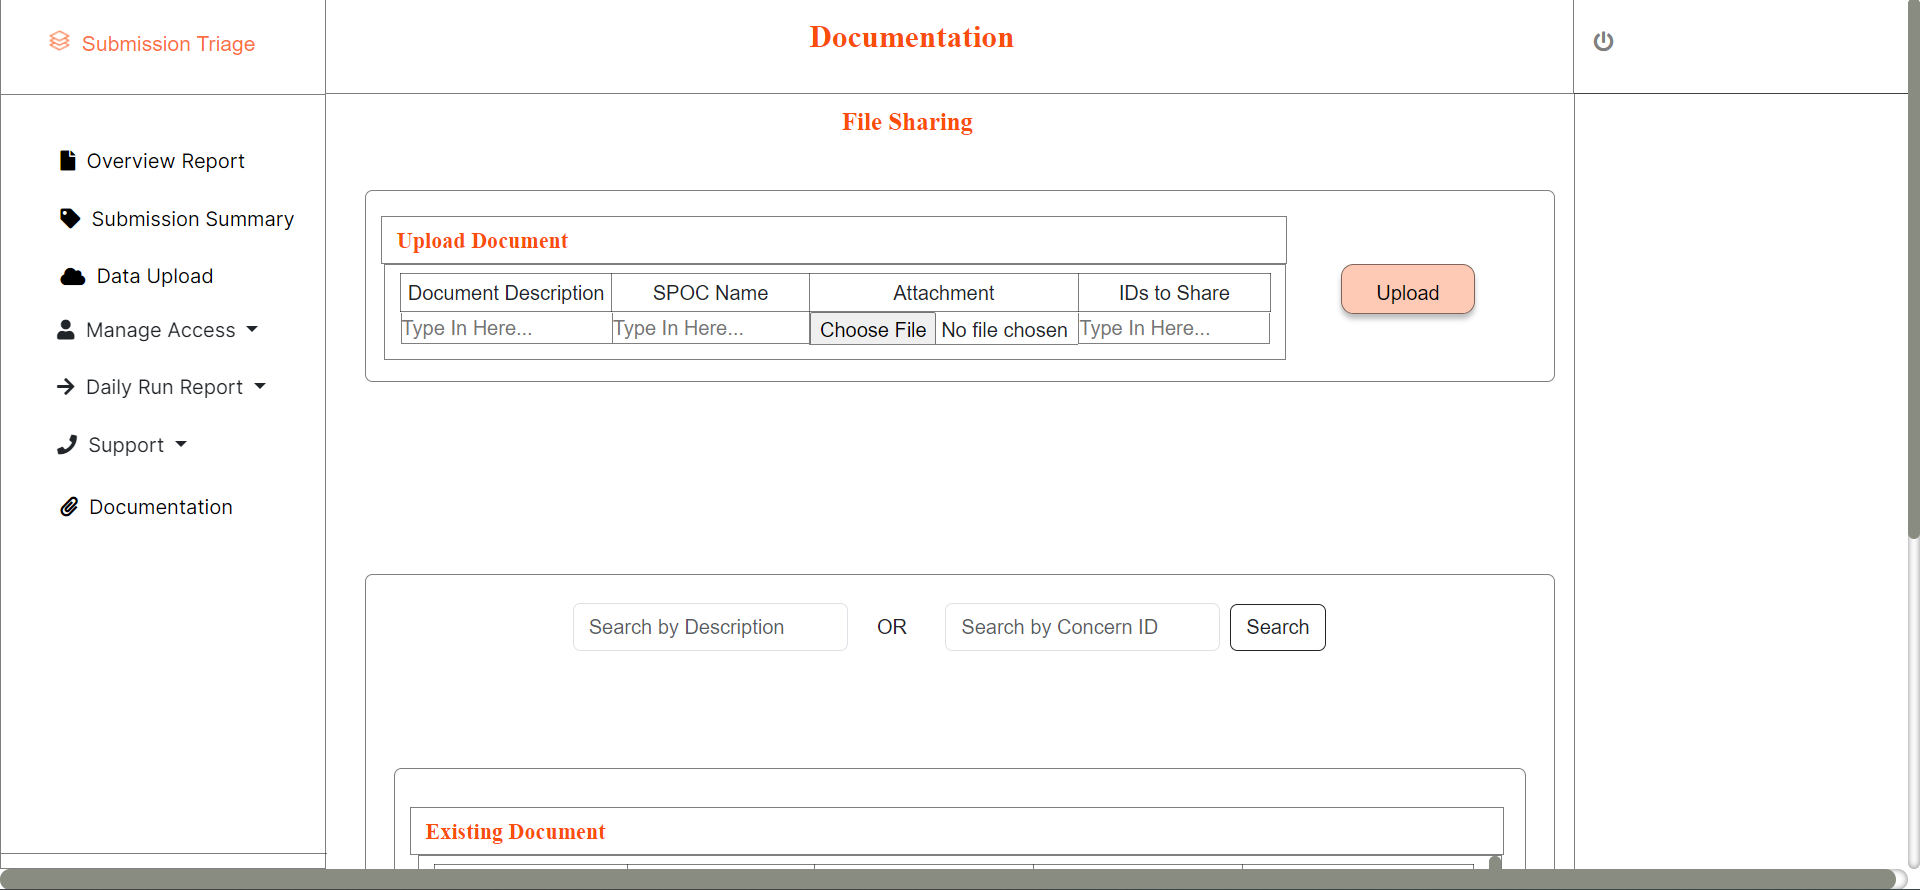 Submission Triage
Documentation
Overview Report
Submission Summary
Data Upload
Manage Access
Daily Run Report
Support
Documentation
File Sharing
Upload Document
Document Description SPOC Name Attachment IDs to Share
Type In Here... Type In Here... Choose File No file chosen Type In Here...
Upload
Search by Description OR Search by Concern ID Search
Existing Document